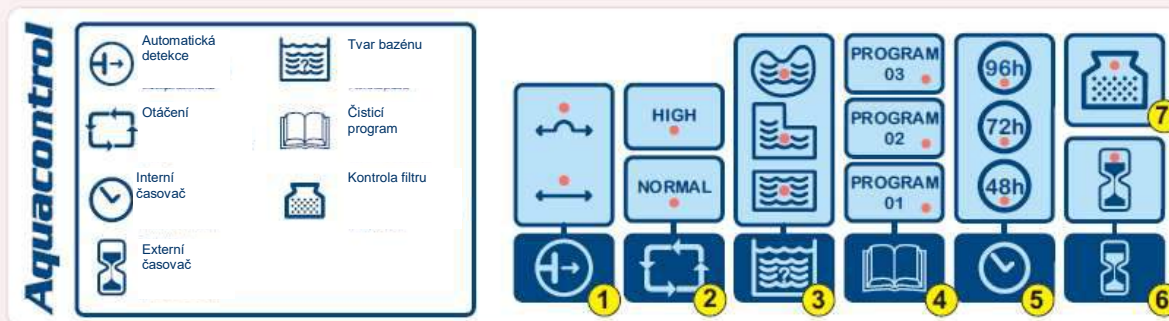 Aquacontrol
Automatická
detekce
Tvar bazénu
Otáčení
Čisticí
program
Interní
časovač
Kontrola filtru
Externí
časovač
HIGH
NORMAL
?
PROGRAM
03
PROGRAM
02
PROGRAM
01
96h
72h
48h
?
1
2
3
4
5
6
7